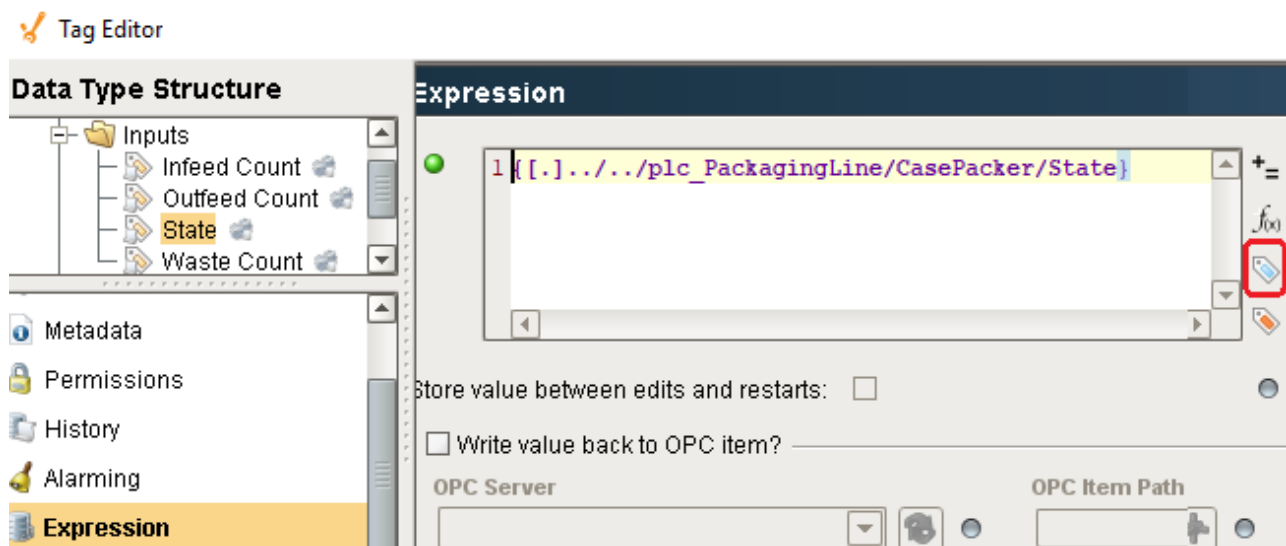 Tag Editor
Data Type Structure
Inputs
Infeed Count
Outfeed Count
State
Waste Count
Metadata
Permissions
History
Alarming
Expression
Expression
1 {[.]../../plc_PackagingLine/CasePacker/State}
f(x)
Store value between edits and restarts:
Write value back to OPC item?
OPC Server
OPC Item Path